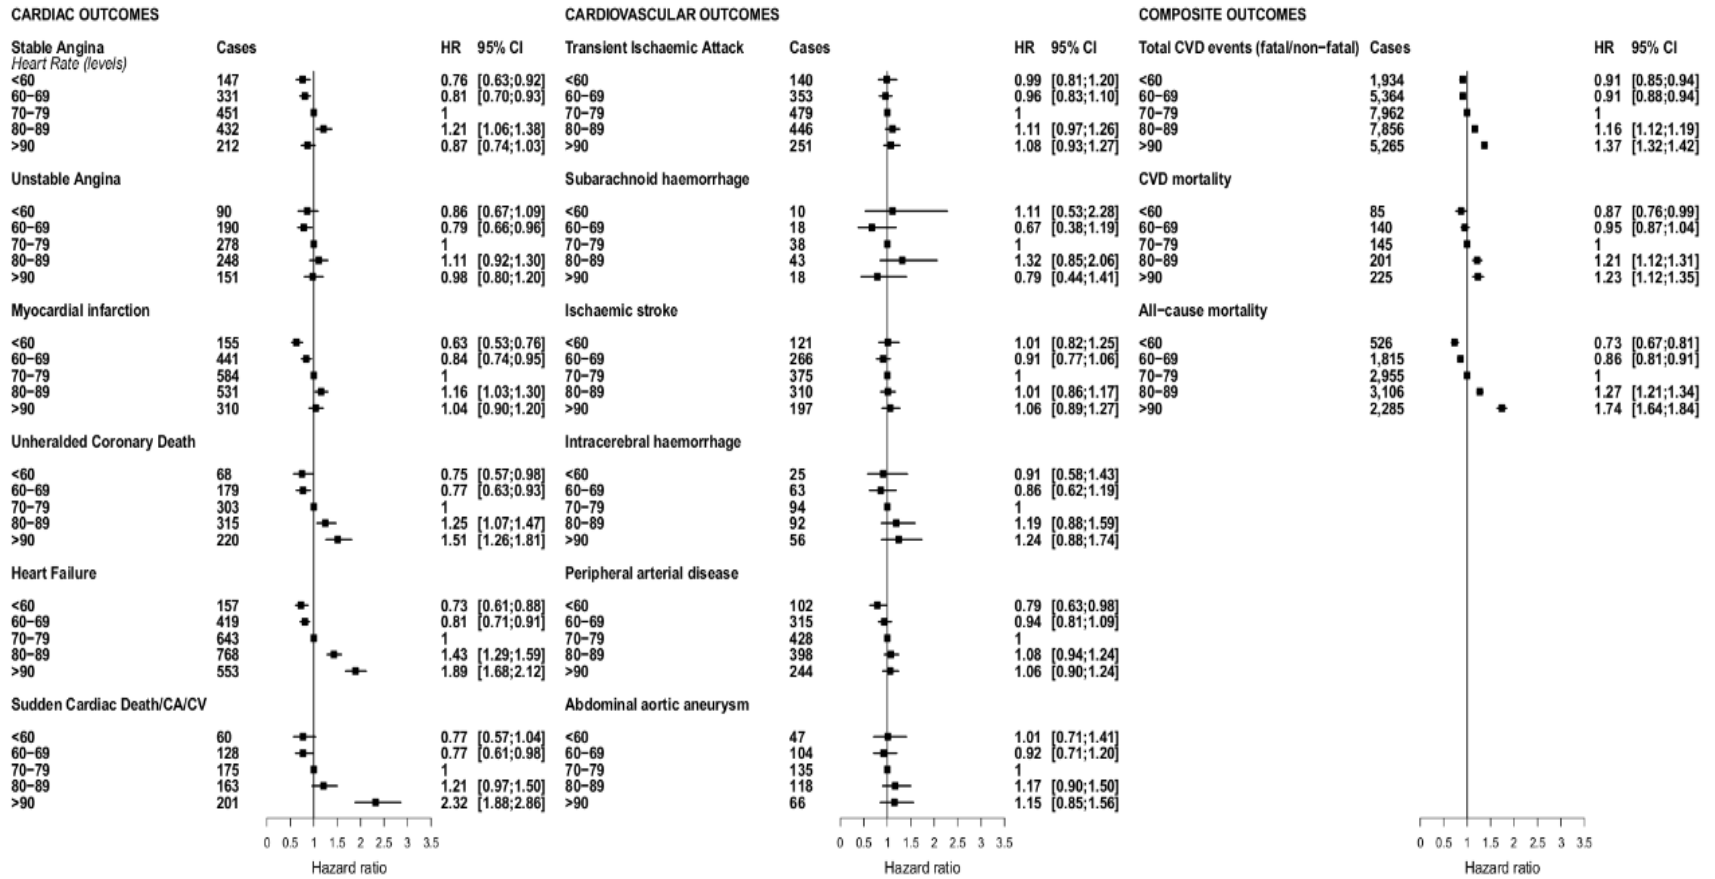 CARDIAC OUTCOMES
Stable Angina Cases HR 95% CI
Heart Rate (levels)
<60 147 0.76 [0.63;0.92]
60−69 331 0.81 [0.70;0.93]
70−79 451 1
80−89 432 1.21 [1.06;1.38]
>90 212 0.87 [0.74;1.03]
Unstable Angina
<60 90 0.86 [0.67;1.09]
60−69 190 0.79 [0.66;0.96]
70−79 278 1
80−89 248 1.11 [0.92;1.30]
>90 151 0.98 [0.80;1.20]
Myocardial infarction
<60 155 0.63 [0.53;0.76]
60−69 441 0.84 [0.74;0.95]
70−79 584 1
80−89 531 1.16 [1.03;1.30]
>90 310 1.04 [0.90;1.20]
Unheralded Coronary Death
<60 68 0.75 [0.57;0.98]
60−69 179 0.77 [0.63;0.93]
70−79 303 1
80−89 315 1.25 [1.07;1.47]
>90 220 1.51 [1.26;1.81]
Heart Failure
<60 157 0.73 [0.61;0.88]
60−69 419 0.81 [0.71;0.91]
70−79 643 1
80−89 768 1.43 [1.29;1.59]
>90 553 1.89 [1.68;2.12]
Sudden Cardiac Death/CA/CV
<60 60 0.77 [0.57;1.04]
60−69 128 0.77 [0.61;0.98]
70−79 175 1
80−89 163 1.21 [0.97;1.50]
>90 201 2.32 [1.88;2.86]
0 0.5 1 1.5 2 2.5 3 3.5
Hazard ratio
CARDIOVASCULAR OUTCOMES
Transient Ischaemic Attack Cases HR 95% CI
<60 140 0.99 [0.81;1.20]
60−69 353 0.96 [0.83;1.10]
70−79 479 1
80−89 446 1.11 [0.97;1.26]
>90 251 1.08 [0.93;1.27]
Subarachnoid haemorrhage
<60 10 1.11 [0.53;2.28]
60−69 18 0.67 [0.38;1.19]
70−79 38 1
80−89 43 1.32 [0.85;2.06]
>90 18 0.79 [0.44;1.41]
Ischaemic stroke
<60 121 1.01 [0.82;1.25]
60−69 266 0.91 [0.77;1.06]
70−79 375 1
80−89 310 1.01 [0.86;1.17]
>90 197 1.06 [0.89;1.27]
Intracerebral haemorrhage
<60 25 0.91 [0.58;1.43]
60−69 63 0.86 [0.62;1.19]
70−79 94 1
80−89 92 1.19 [0.88;1.59]
>90 56 1.24 [0.88;1.74]
Peripheral arterial disease
<60 102 0.79 [0.63;0.98]
60−69 315 0.94 [0.81;1.09]
70−79 428 1
80−89 398 1.08 [0.94;1.24]
>90 244 1.06 [0.90;1.24]
Abdominal aortic aneurysm
<60 47 1.01 [0.71;1.41]
60−69 104 0.92 [0.71;1.20]
70−79 135 1
80−89 118 1.17 [0.90;1.50]
>90 66 1.15 [0.85;1.56]
0 0.5 1 1.5 2 2.5 3 3.5
Hazard ratio
COMPOSITE OUTCOMES
Total CVD events (fatal/non−fatal) Cases HR 95% CI
<60 1,934 0.91 [0.85;0.94]
60−69 5,364 0.91 [0.88;0.94]
70−79 7,962 1
80−89 7,856 1.16 [1.12;1.19]
>90 5,265 1.37 [1.32;1.42]
CVD mortality
<60 85 0.87 [0.76;0.99]
60−69 140 0.95 [0.87;1.04]
70−79 145 1
80−89 201 1.21 [1.12;1.31]
>90 225 1.23 [1.12;1.35]
All−cause mortality
<60 526 0.73 [0.67;0.81]
60−69 1,815 0.86 [0.81;0.91]
70−79 2,955 1
80−89 3,106 1.27 [1.21;1.34]
>90 2,285 1.74 [1.64;1.84]
0 0.5 1 1.5 2 2.5 3 3.5
Hazard ratio